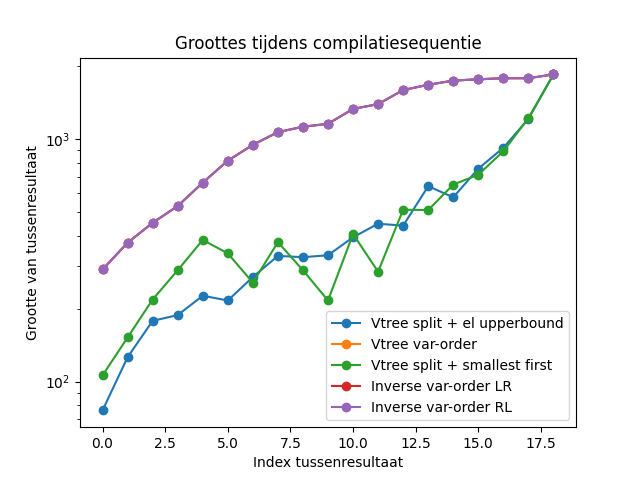 Groottes tijdens compilatiesequentie
Grootte van tussenresultaat
10³
10²
Vtree split + el upperbound
Vtree var-order
Vtree split + smallest first
Inverse var-order LR
Inverse var-order RL
0.0 2.5 5.0 7.5 10.0 12.5 15.0 17.5
Index tussenresultaat